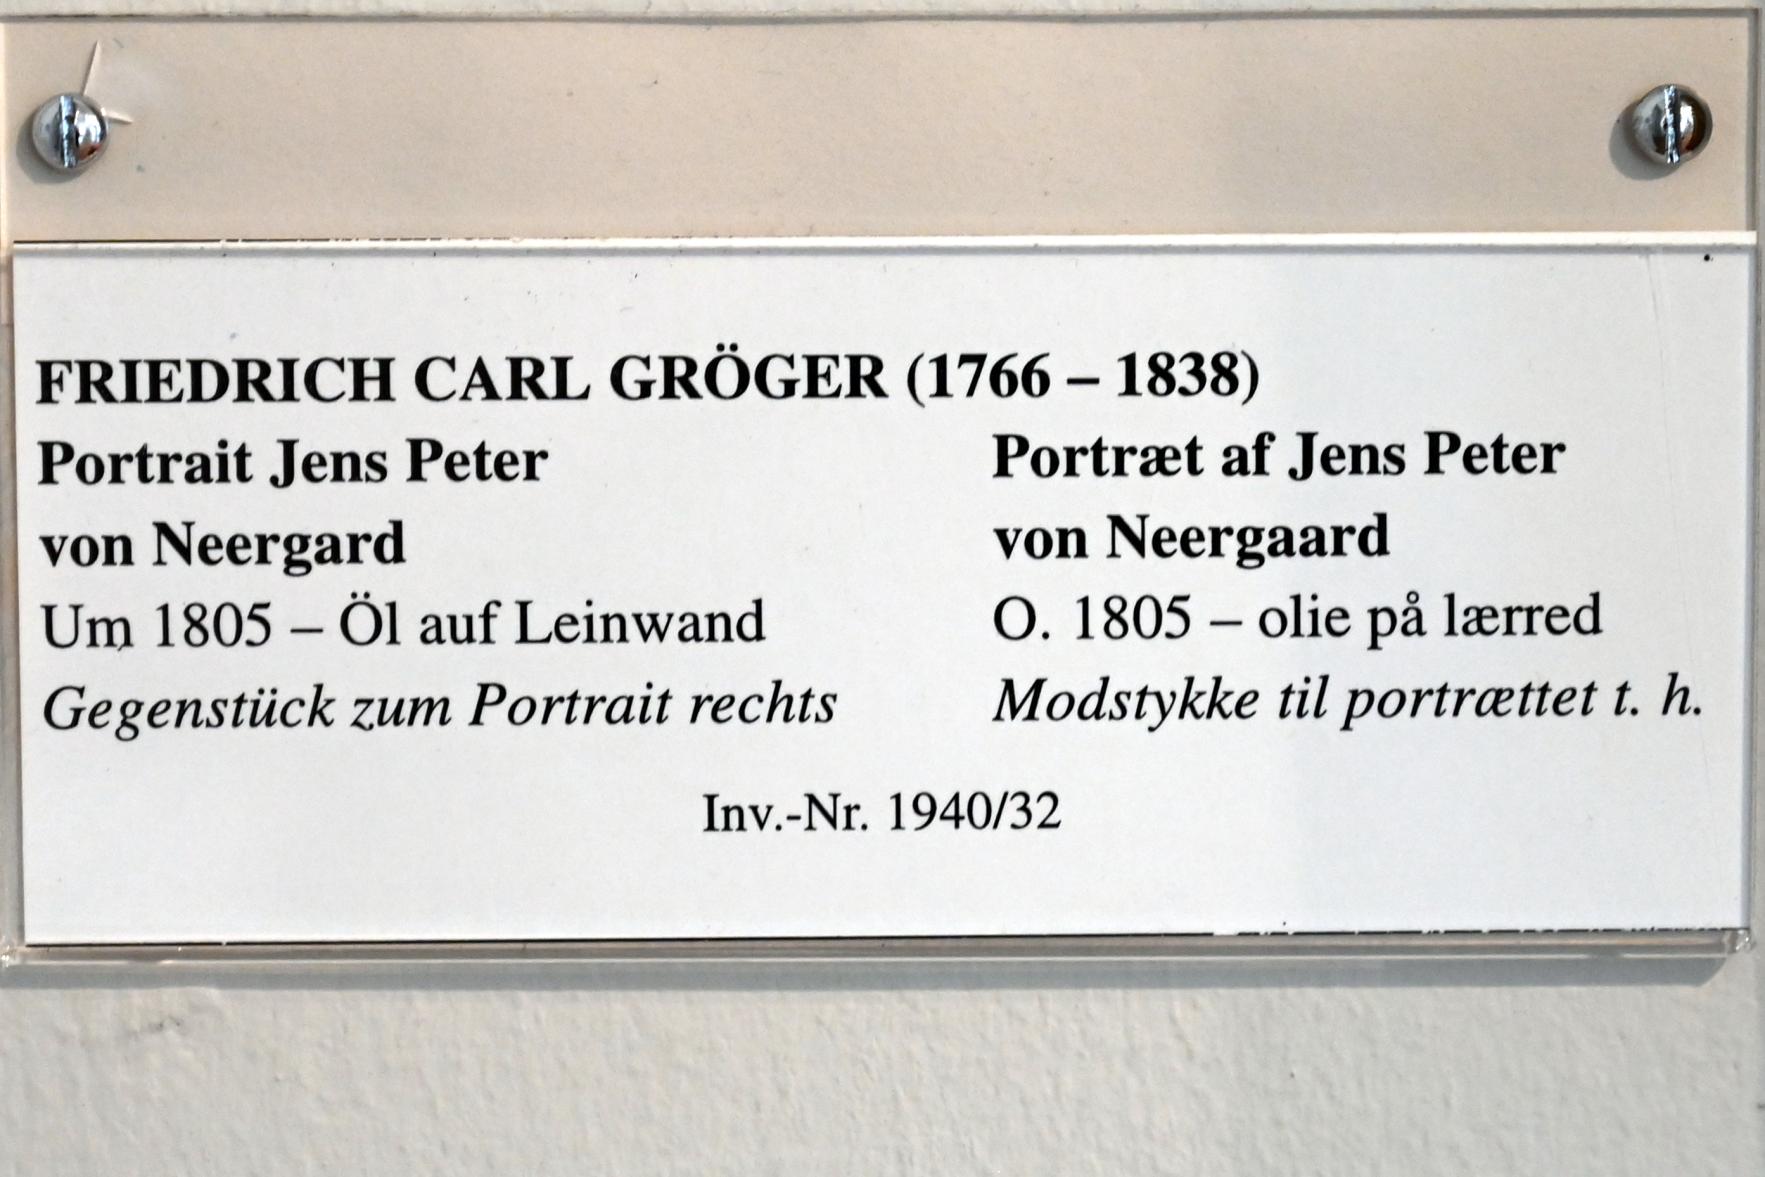 FRIEDRICH CARL GRÖGER (1766 – 1838)
Portrait Jens Peter
von Neergard
Um 1805 – Öl auf Leinwand
Gegenstück zum Portrait rechts
Portræt af Jens Peter
von Neergaard
O. 1805 – olie på lærred
Modstykke til portrættet t. h.
Inv.-Nr. 1940/32